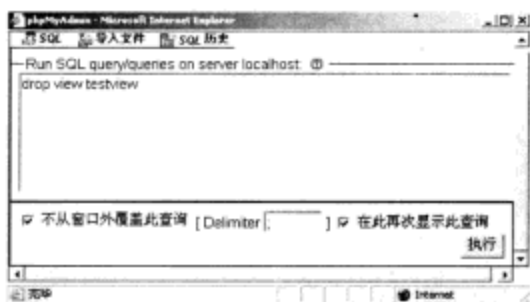 phpMyAdmin - Microsoft Internet Explorer
SQL 导入文件 SQL 历史
Run SQL query/queries on server localhost:
drop view testview
不从窗口外覆盖此查询 [ Delimiter ; ] 在此再次显示此查询
执行
完毕 Internet